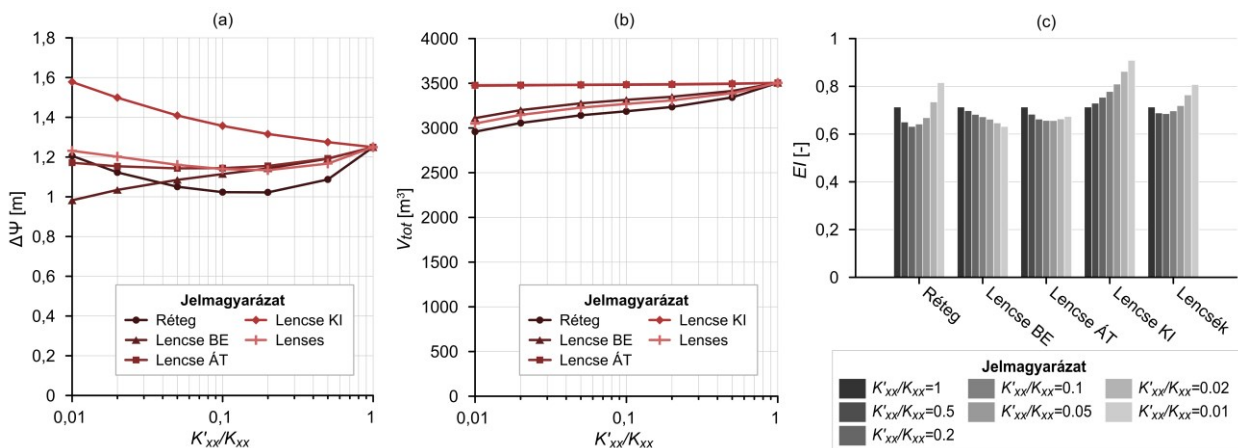 (a)
1,8
1.6
1.4
1.2
1
0,8
0,6
0,4
0,2
0
ΔΨ [m]
0,01
0,1
1
K'xx/Kxx
Jelmagyarázat
Réteg
Lencse BE
Lencse ÁT
Lencse KI
Lenses
(b)
4000
3500
3000
3500
2000
1500
1000
3500
0
Vtot [m³]
0,01
0,1
1
K'xx/Kxx
Jelmagyarázat
Réteg
Lencse BE
Lencse ÁT
Lencse KI
Lenses
(c)
1
0.8
0.6
0.4
0.2
0
EI [-]
Réteg
Lencse BE
Lencse ÁT
Lencse KI
Lencsék
Jelmagyarázat
K'xx/Kxx=1
K'xx/Kxx=0.5
K'xx/Kxx=0.2
K'xx/Kxx=0.1
K'xx/Kxx=0.05
K'xx/Kxx=0.02
K'xx/Kxx=0.01